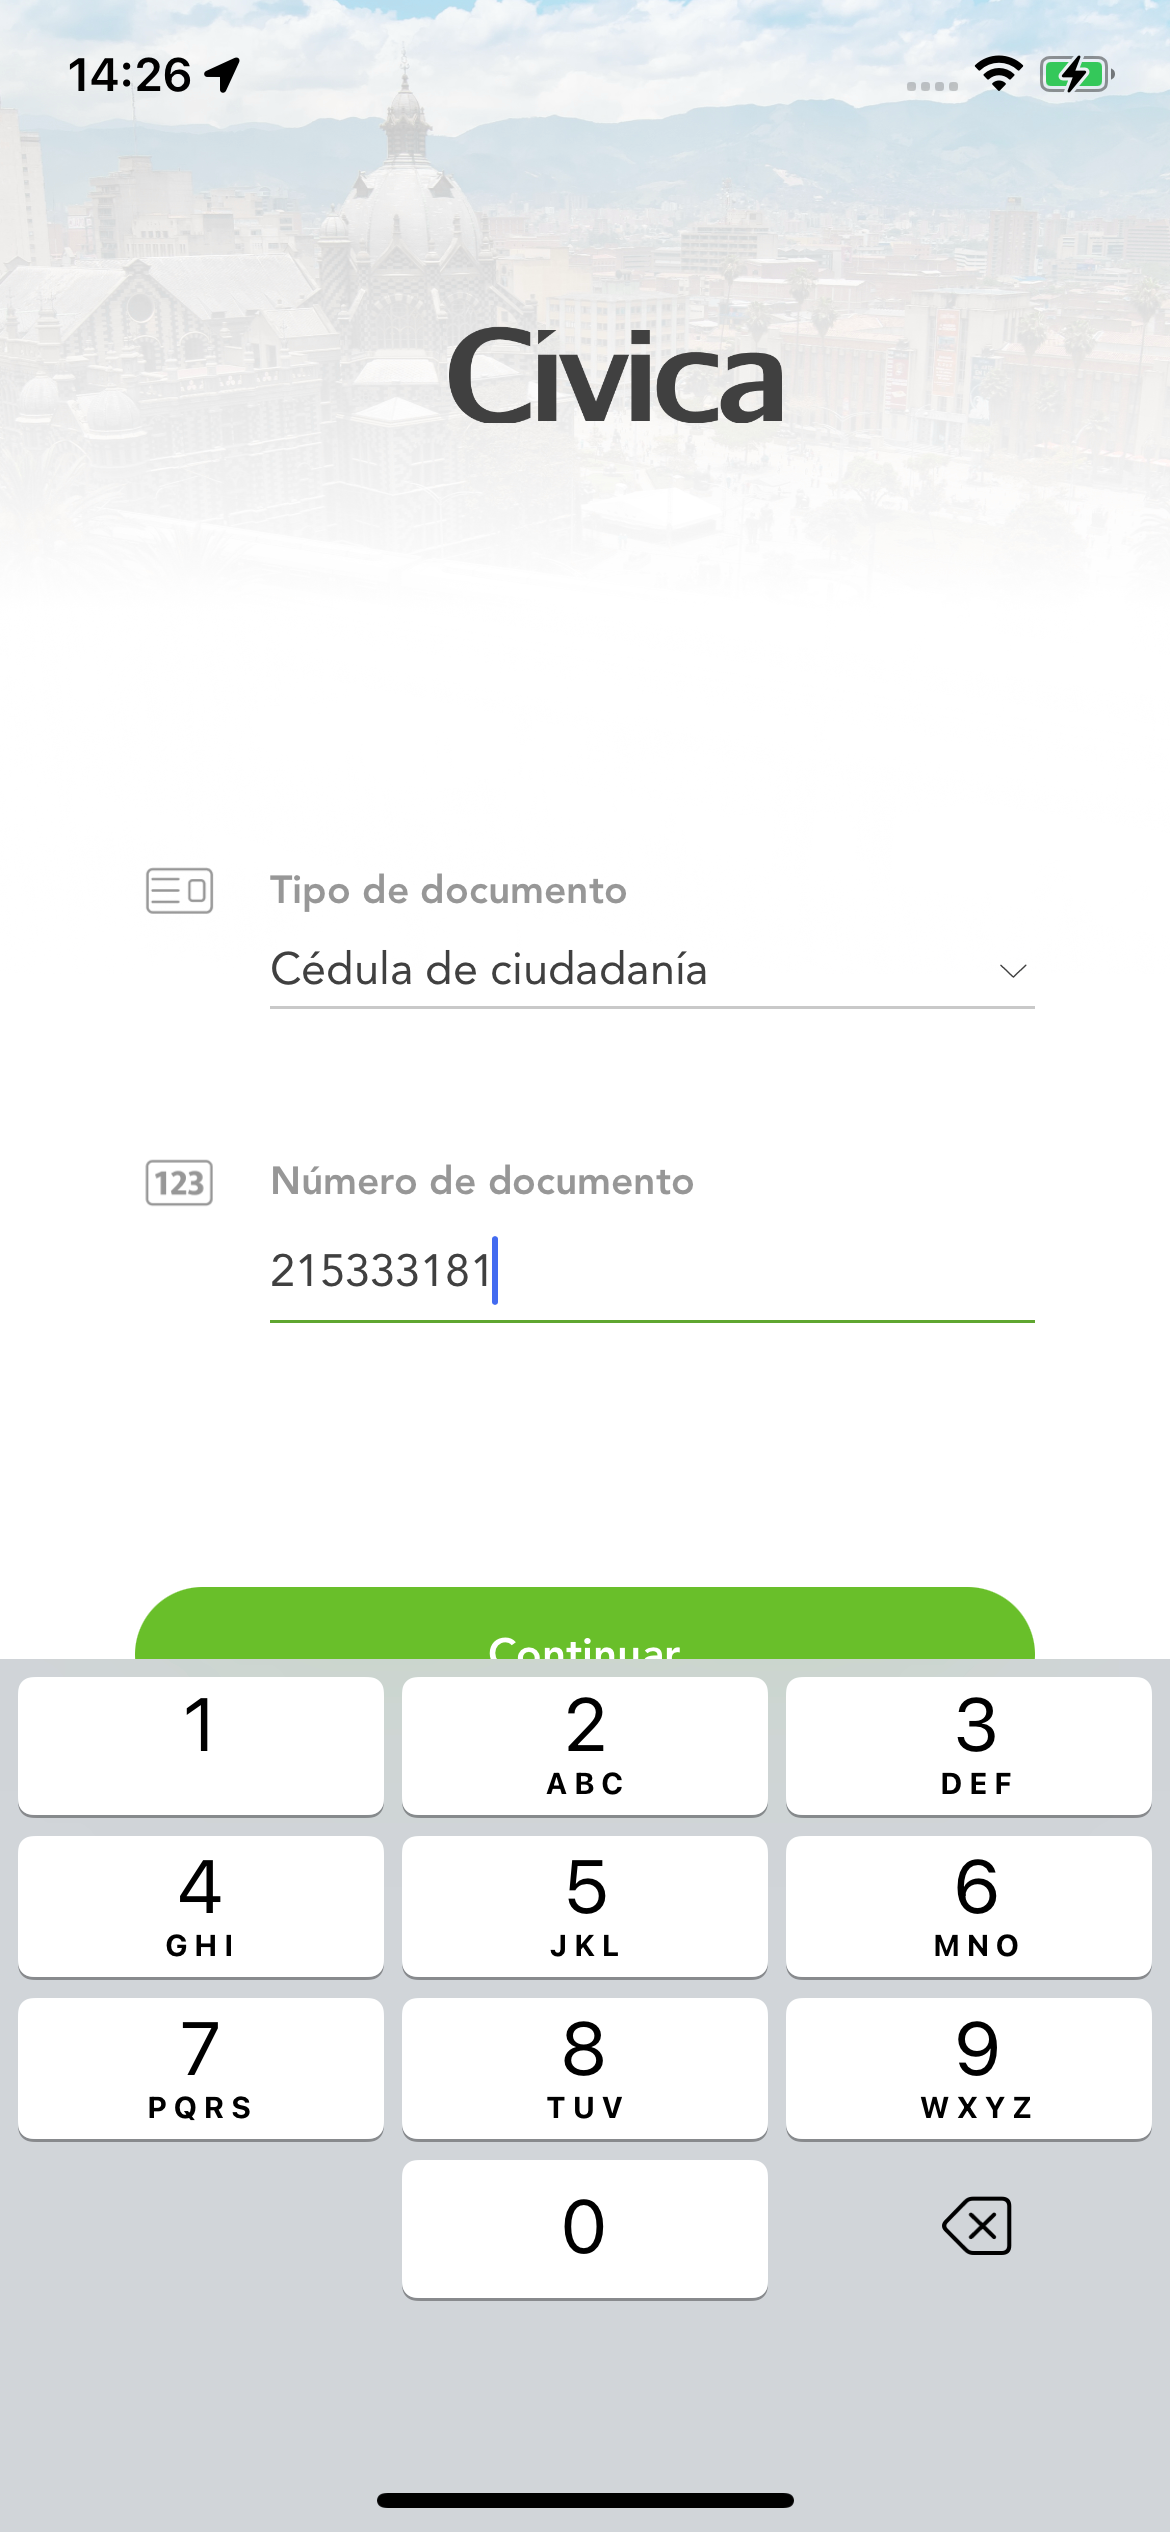 14:26
Cívica
Tipo de documento
Cédula de ciudadanía
123
Número de documento
215333181
Continuar
1
2
ABC
3
DEF
4
GHI
5
JKL
6
MNO
7
PQRS
8
TUV
9
WXYZ
0